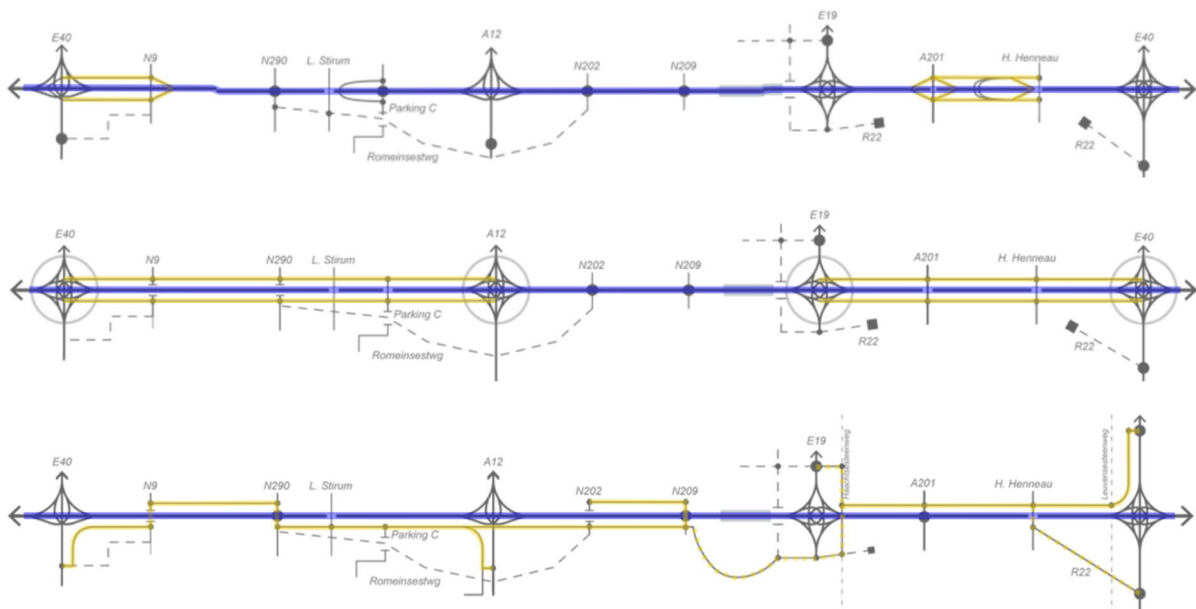 E40
N9
N290
L. Stirum
Parking C
Romeinsestwg
A12
N202
N209
E19
R22
A201
H. Henneau
E40
R22
E40
N9
N290
L. Stirum
Parking C
Romeinsestwg
A12
N202
N209
E19
R22
A201
H. Henneau
E40
R22
E40
N9
N290
L. Stirum
Parking C
Romeinsestwg
A12
N202
N209
E19
A201
H. Henneau
Leuvensesteenweg
R22